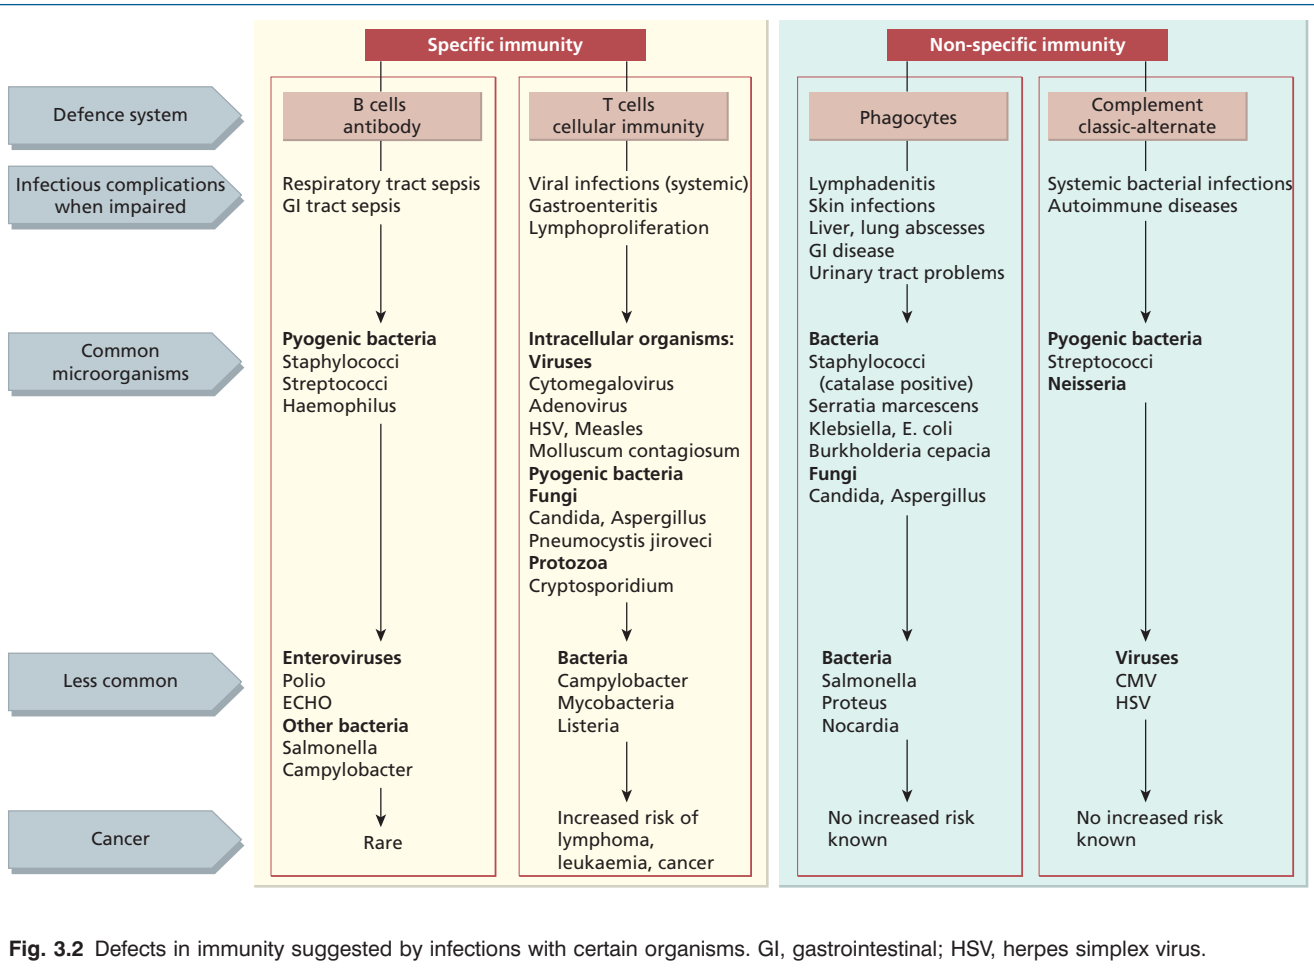 Specific immunity
Non-specific immunity
Defence system
B cells
antibody
T cells
cellular immunity
Phagocytes
Complement
classic-alternate
Infectious complications
when impaired
Respiratory tract sepsis
GI tract sepsis
Viral infections (systemic)
Gastroenteritis
Lymphoproliferation
Lymphadenitis
Skin infections
Liver, lung abscesses
GI disease
Urinary tract problems
Systemic bacterial infections
Autoimmune diseases
Common
microorganisms
Pyogenic bacteria
Staphylococci
Streptococci
Haemophilus
Intracellular organisms:
Viruses
Cytomegalovirus
Adenovirus
HSV, Measles
Molluscum contagiosum
Pyogenic bacteria
Fungi
Candida, Aspergillus
Pneumocystis jiroveci
Protozoa
Cryptosporidium
Bacteria
Staphylococci
(catalase positive)
Serratia marcescens
Klebsiella, E. coli
Burkholderia cepacia
Fungi
Candida, Aspergillus
Pyogenic bacteria
Streptococci
Neisseria
Less common
Enteroviruses
Polio
ECHO
Other bacteria
Salmonella
Campylobacter
Bacteria
Campylobacter
Mycobacteria
Listeria
Bacteria
Salmonella
Proteus
Nocardia
Viruses
CMV
HSV
Cancer
Rare
Increased risk of
lymphoma,
leukaemia, cancer
No increased risk
known
No increased risk
known
Fig. 3.2 Defects in immunity suggested by infections with certain organisms. GI, gastrointestinal; HSV, herpes simplex virus.